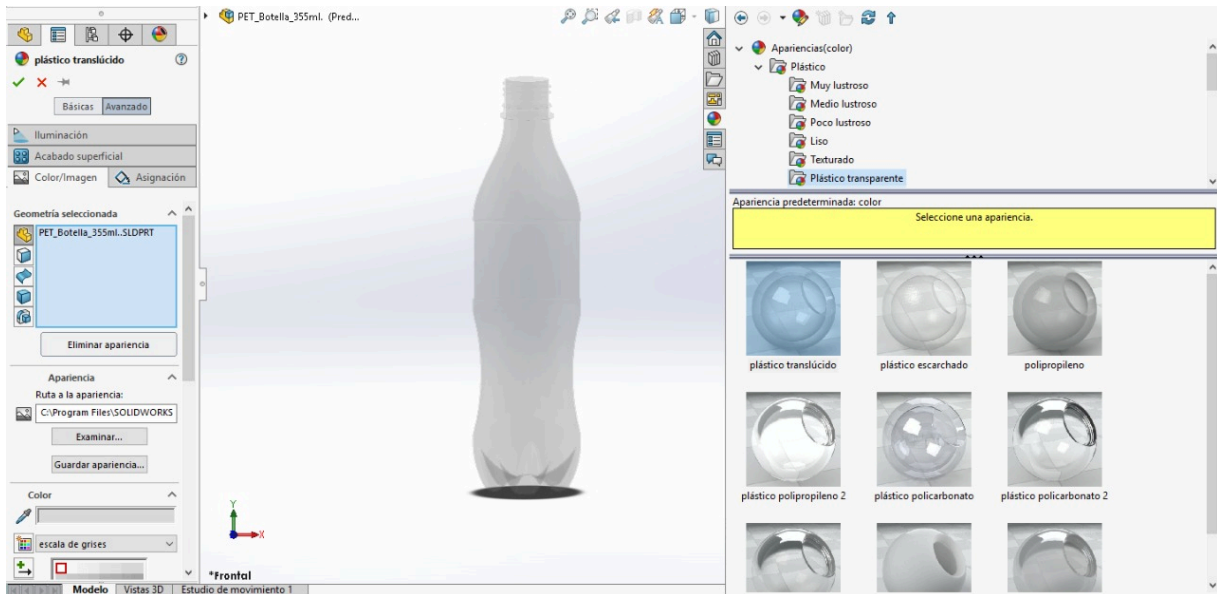 PET_Botella_355ml. (Pred...
plástico translúcido
Básicas
Avanzado
Iluminación
Acabado superficial
Color/Imagen
Asignación
Geometría seleccionada
PET_Botella_355ml..SLDPRT
Eliminar apariencia
Apariencia
Ruta a la apariencia:
C:\Program Files\SOLIDWORKS
Examinar...
Guardar apariencia...
Color
escala de grises
Y
X
*Frontal
Modelo
Vistas 3D
Estudio de movimiento 1
Apariencias(color)
Plástico
Muy lustroso
Medio lustroso
Poco lustroso
Liso
Texturado
Plástico transparente
Apariencia predeterminada: color
Seleccione una apariencia.
plástico translúcido
plástico escarchado
polipropileno
plástico polipropileno 2
plástico policarbonato
plástico policarbonato 2